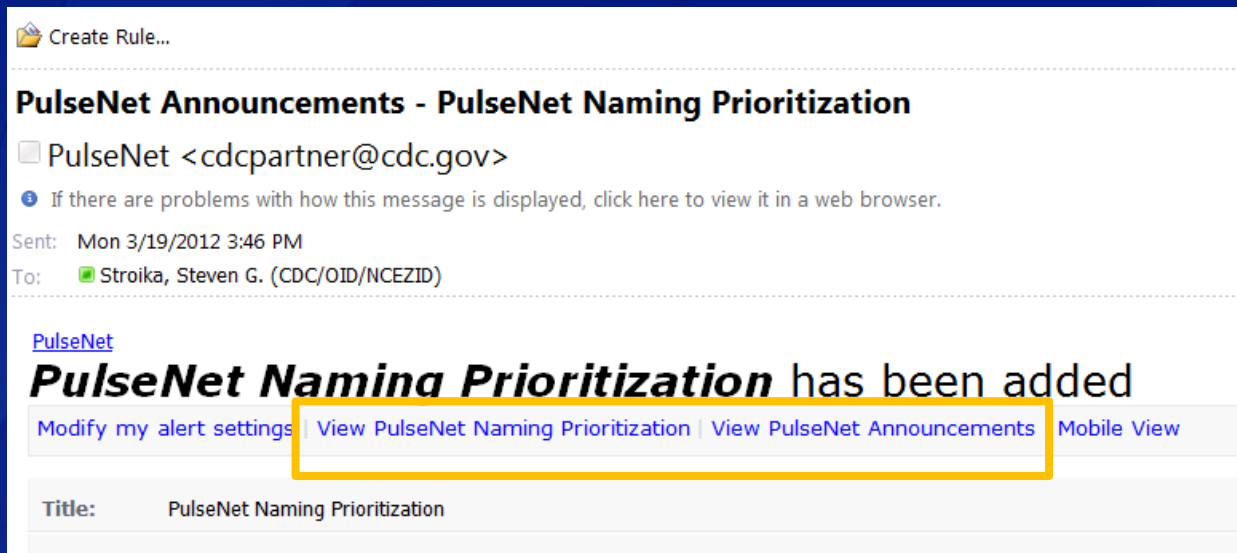 Create Rule...
PulseNet Announcements - PulseNet Naming Prioritization
PulseNet <cdcpartner@cdc.gov>
If there are problems with how this message is displayed, click here to view it in a web browser.
Sent: Mon 3/19/2012 3:46 PM
To: Stroika, Steven G. (CDC/OID/NCEZID)
PulseNet
PulseNet Naming Prioritization has been added
Modify my alert settings | View PulseNet Naming Prioritization | View PulseNet Announcements | Mobile View
Title: PulseNet Naming Prioritization